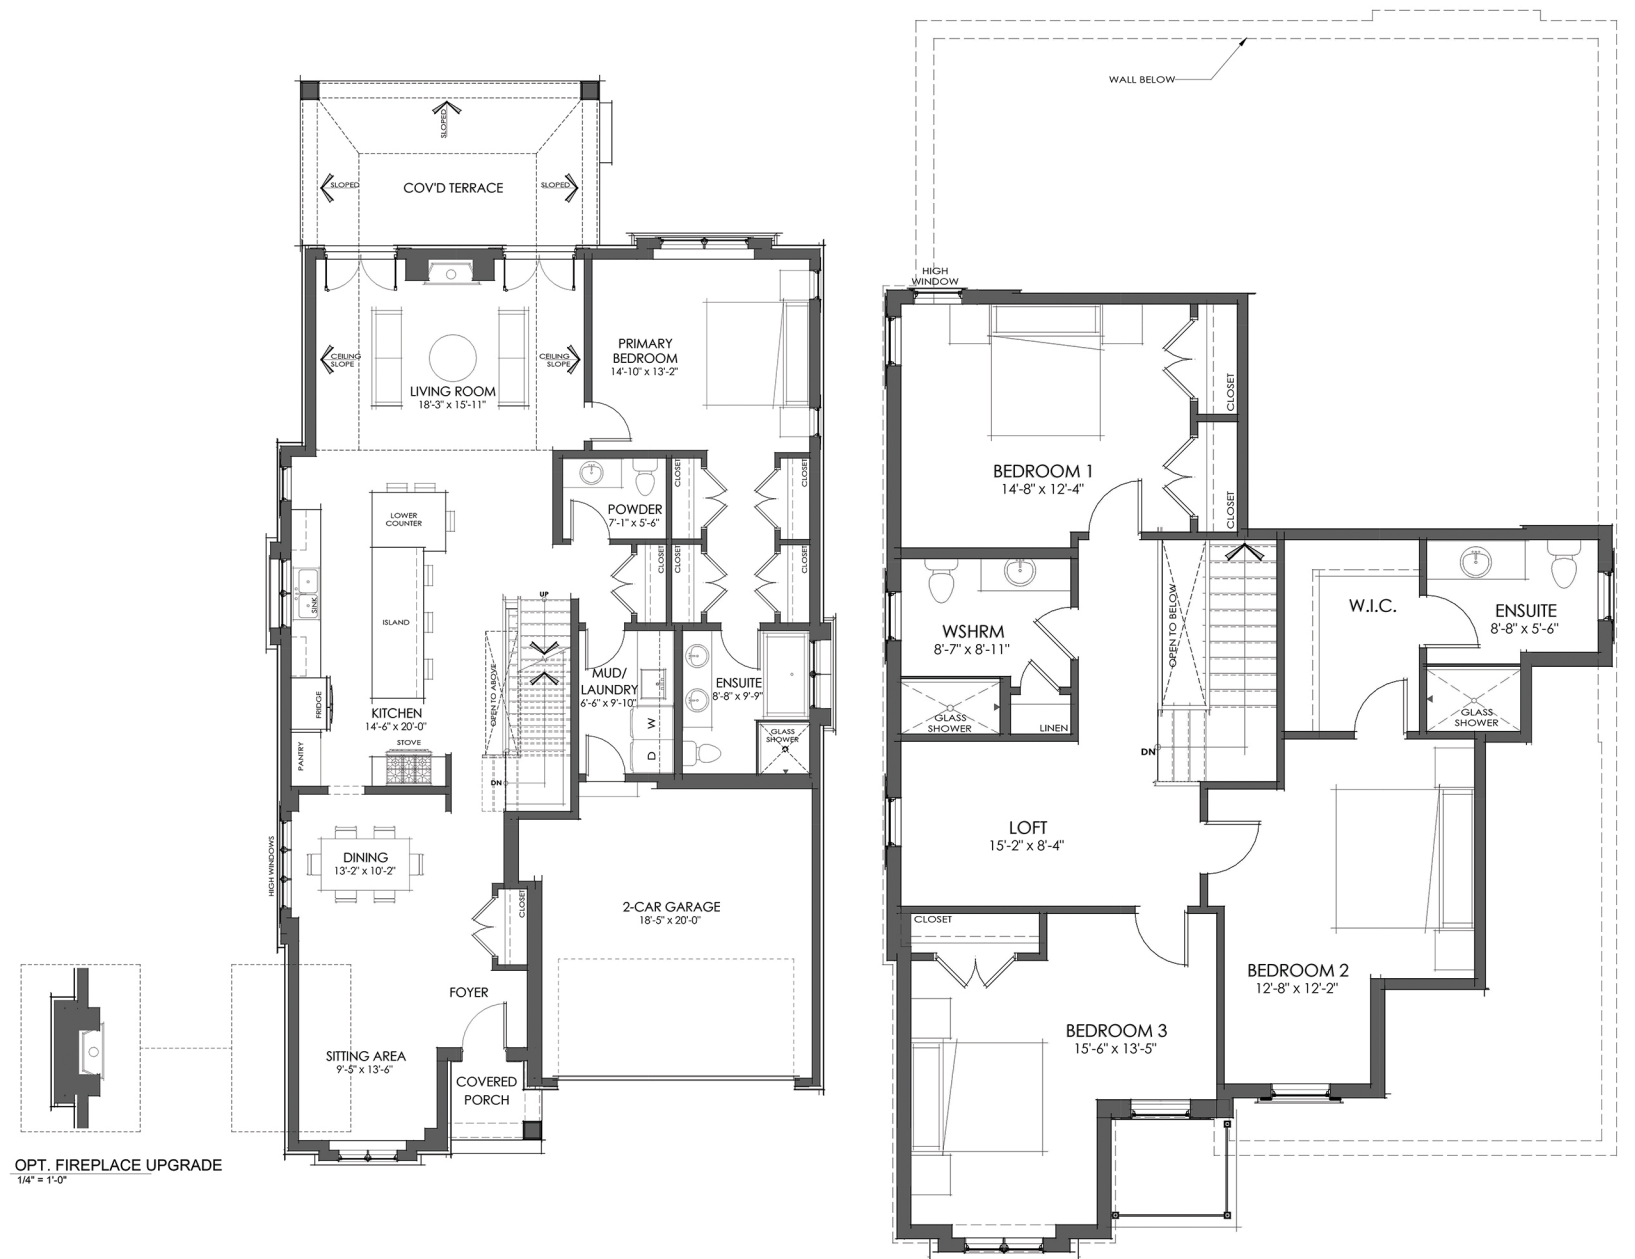 WALL BELOW
SLOPED
SLOPED
COV'D TERRACE
SLOPED
CEILING
SLOPE
CEILING
SLOPE
LIVING ROOM
18'-3" x 15'-11"
PRIMARY
BEDROOM
14'-10" x 13'-2"
POWDER
7'-1" x 5'-6"
CLOSET
CLOSET
CLOSET
CLOSET
CLOSET
LOWER
COUNTER
SINK
ISLAND
UP
OPEN TO ABOVE
DN
FRIDGE
KITCHEN
14'-6" x 20'-0"
STOVE
PANTRY
MUD/
LAUNDRY
6'-6" x 9'-10"
W
D
ENSUITE
8'-8" x 9'-9"
GLASS
SHOWER
HIGH WINDOWS
DINING
13'-2" x 10'-2"
CLOSET
2-CAR GARAGE
18'-5" x 20'-0"
FOYER
SITTING AREA
9'-5" x 13'-6"
COVERED
PORCH
OPT. FIREPLACE UPGRADE
1/4" = 1'-0"
HIGH
WINDOW
CLOSET
BEDROOM 1
14'-8" x 12'-4"
CLOSET
WSHRM
8'-7" x 8'-11"
OPEN TO BELOW
W.I.C.
ENSUITE
8'-8" x 5'-6"
GLASS
SHOWER
LINEN
GLASS
SHOWER
DN
LOFT
15'-2" x 8'-4"
CLOSET
BEDROOM 2
12'-8" x 12'-2"
BEDROOM 3
15'-6" x 13'-5"